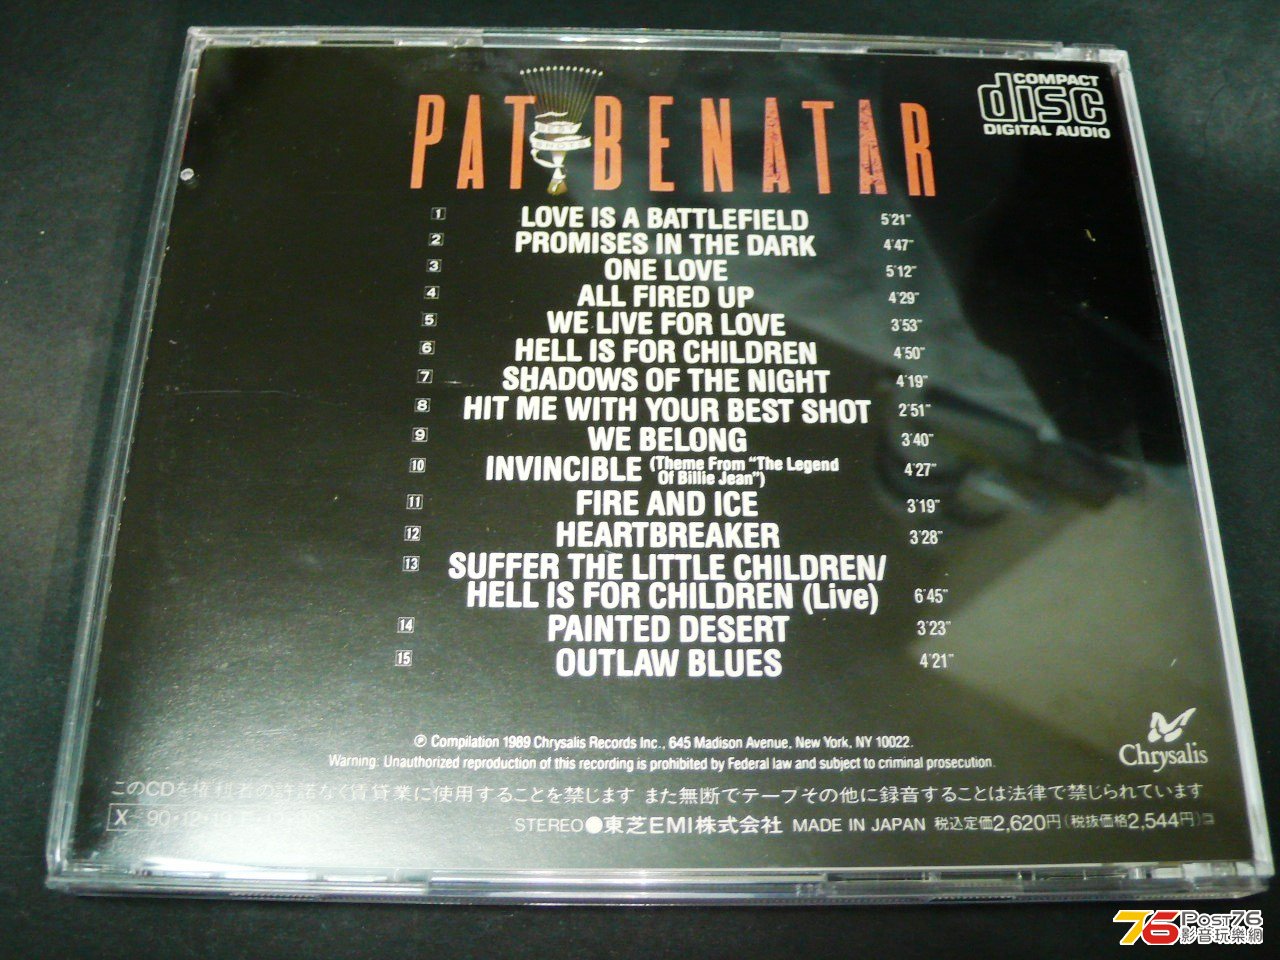 PAT BENATAR
BEST
SHOTS
COMPACT
disc
DIGITAL AUDIO
1 LOVE IS A BATTLEFIELD 5'21"
2 PROMISES IN THE DARK 4'47"
3 ONE LOVE 5'12"
4 ALL FIRED UP 4'29"
5 WE LIVE FOR LOVE 3'53"
6 HELL IS FOR CHILDREN 4'50"
7 SHADOWS OF THE NIGHT 4'19"
8 HIT ME WITH YOUR BEST SHOT 2'51"
9 WE BELONG 3'40"
10 INVINCIBLE (Theme From "The Legend
Of Billie Jean") 4'27"
11 FIRE AND ICE 3'19"
12 HEARTBREAKER 3'28"
13 SUFFER THE LITTLE CHILDREN/
HELL IS FOR CHILDREN (Live) 6'45"
14 PAINTED DESERT 3'23"
15 OUTLAW BLUES 4'21"
℗ Compilation 1989 Chrysalis Records Inc., 645 Madison Avenue, New York, NY 10022.
Warning: Unauthorized reproduction of this recording is prohibited by Federal law and subject to criminal prosecution.
Chrysalis
このCDを権利者の許諾なく賃貸業に使用することを禁じます また無断でテープその他に録音することは法律で禁じられています
X 90・12・19
STEREO●東芝EMI株式会社 MADE IN JAPAN 税込定価2,620円(税抜価格2,544円)
76 Post76
影音玩樂網